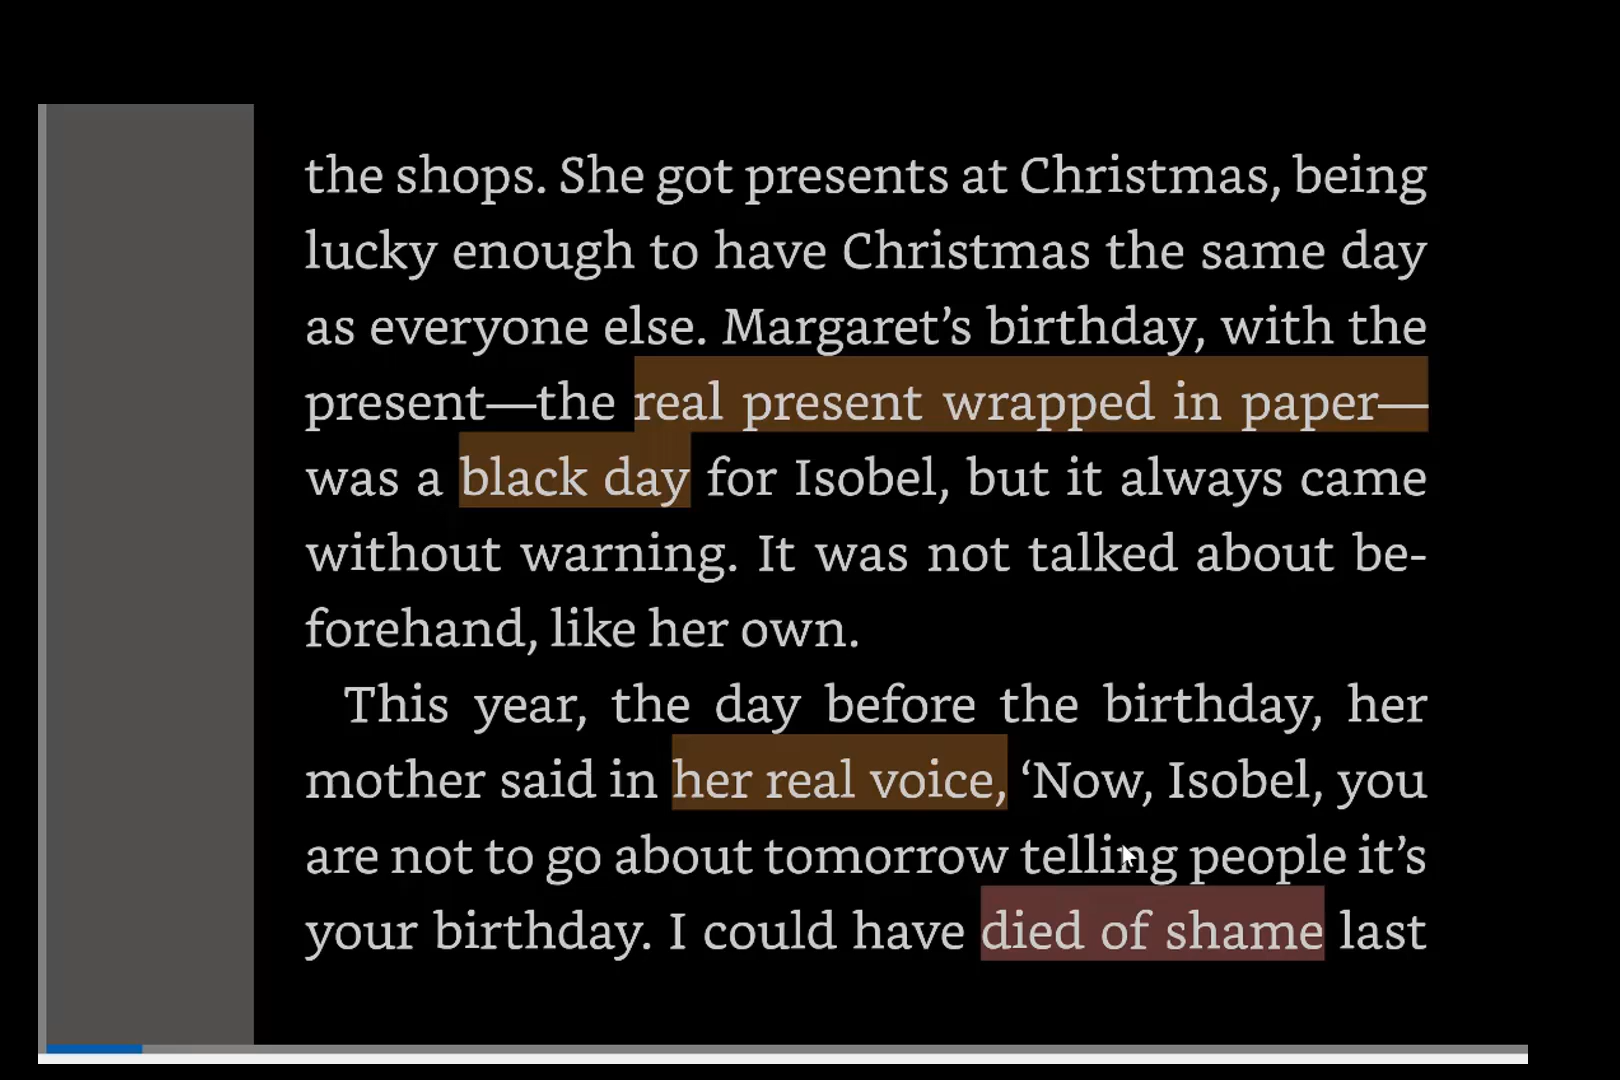 the shops. She got presents at Christmas, being
lucky enough to have Christmas the same day
as everyone else. Margaret’s birthday, with the
present—the real present wrapped in paper—
was a black day for Isobel, but it always came
without warning. It was not talked about be-
forehand, like her own.
This year, the day before the birthday, her
mother said in her real voice, ‘Now, Isobel, you
are not to go about tomorrow telling people it’s
your birthday. I could have died of shame last